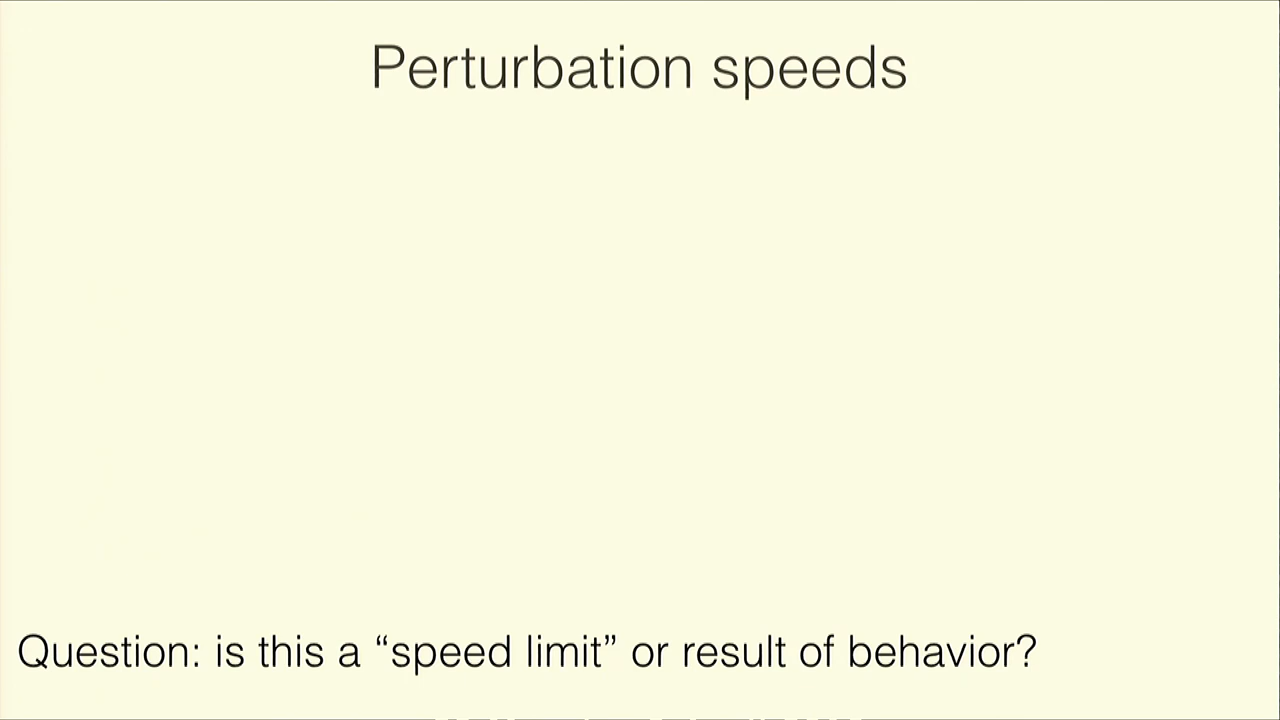 Perturbation speeds
Question: is this a “speed limit” or result of behavior?